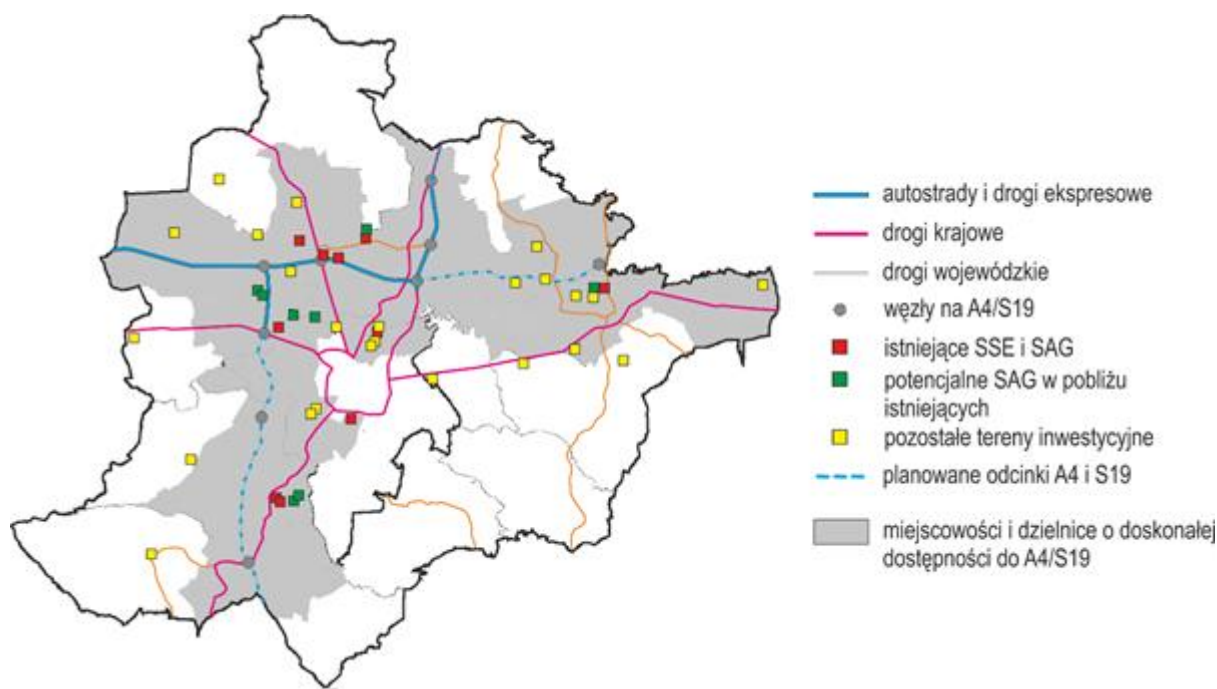 autostrady i drogi ekspresowe
drogi krajowe
drogi wojewódzkie
węzły na A4/S19
istniejące SSE i SAG
potencjalne SAG w pobliżu
istniejących
pozostałe tereny inwestycyjne
planowane odcinki A4 i S19
miejscowości i dzielnice o doskonałej
dostępności do A4/S19